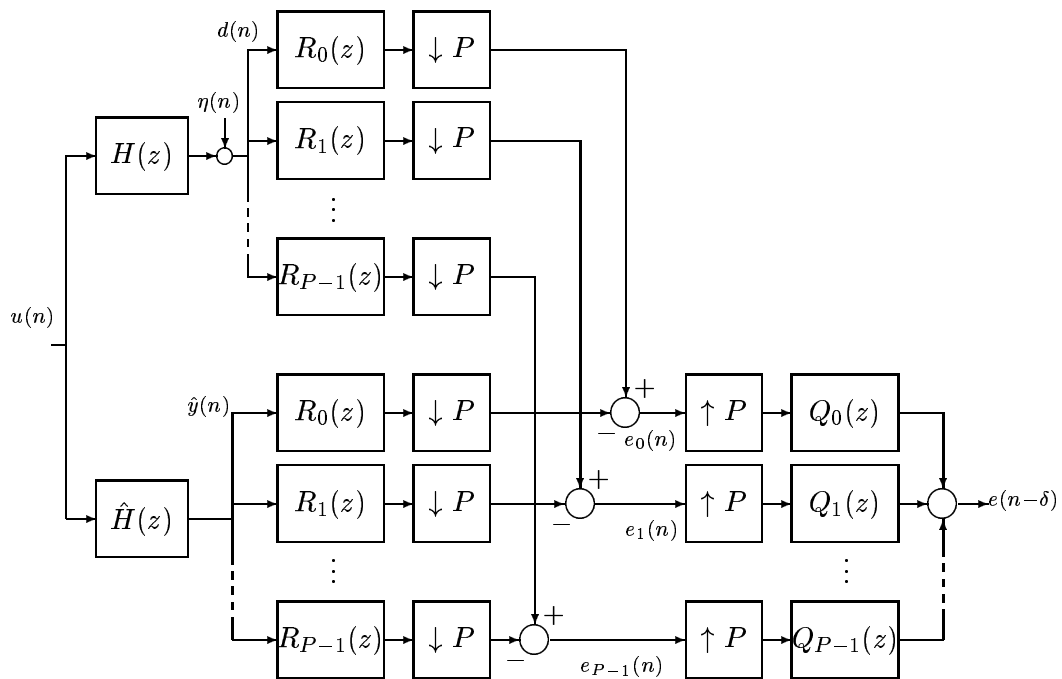 d(n)
R_0(z)
↓ P
η(n)
H(z)
R_1(z)
↓ P
⋮
R_{P-1}(z)
↓ P
u(n)
ŷ(n)
R_0(z)
↓ P
+
−
e_0(n)
↑ P
Q_0(z)
Ĥ(z)
R_1(z)
↓ P
+
−
e_1(n)
↑ P
Q_1(z)
e(n−δ)
⋮
⋮
R_{P-1}(z)
↓ P
+
−
e_{P-1}(n)
↑ P
Q_{P-1}(z)